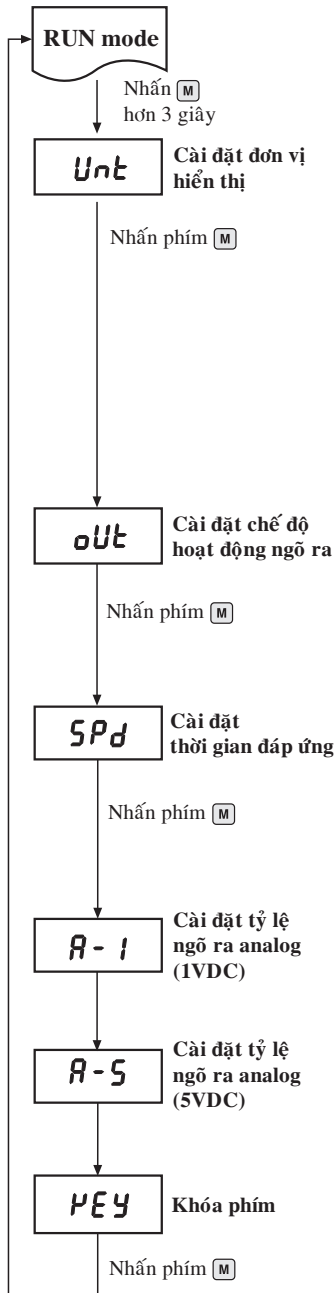 RUN mode
Nhấn M
hơn 3 giây
Unt
Cài đặt đơn vị
hiển thị
Nhấn phím M
oUt
Cài đặt chế độ
hoạt động ngõ ra
Nhấn phím M
SPd
Cài đặt
thời gian đáp ứng
Nhấn phím M
A-1
Cài đặt tỷ lệ
ngõ ra analog
(1VDC)
A-5
Cài đặt tỷ lệ
ngõ ra analog
(5VDC)
KEY
Khóa phím
Nhấn phím M